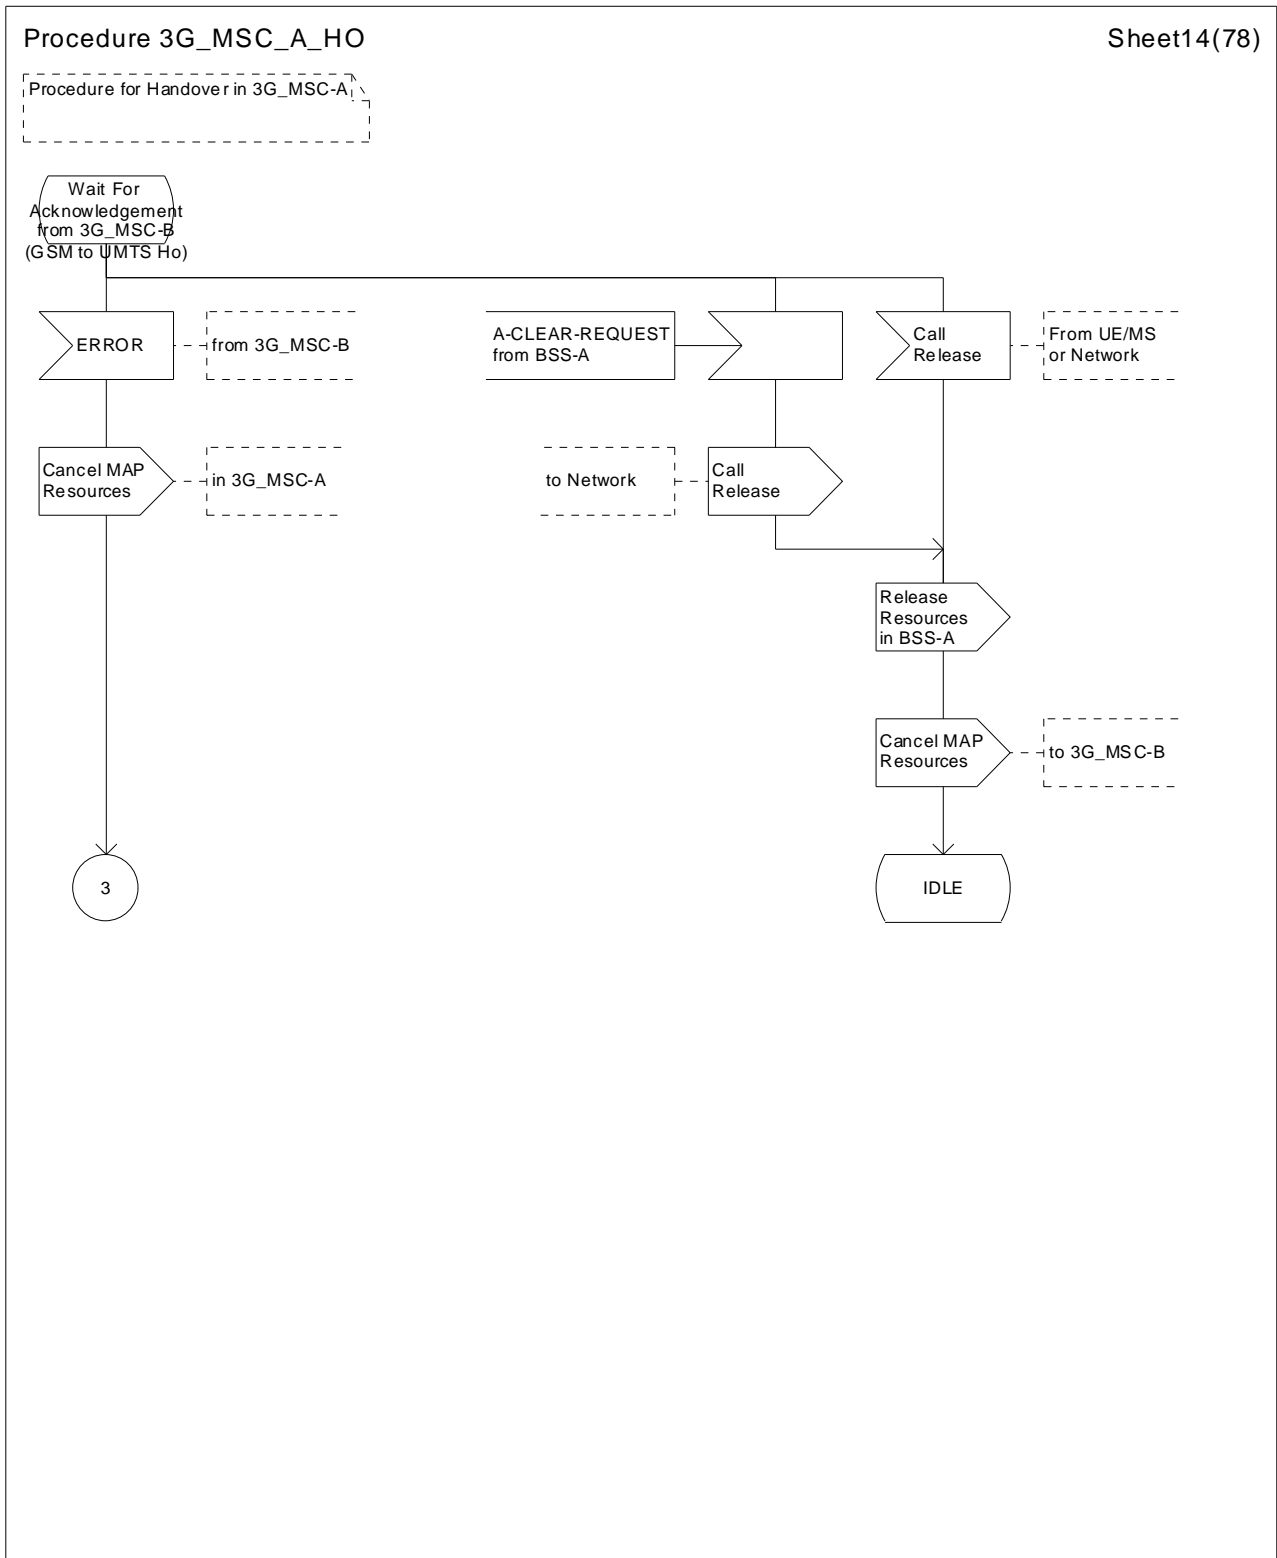 Procedure 3G_MSC_A_HO
Sheet14(78)
Procedure for Handover in 3G_MSC-A
Wait For
Acknowledgement
from 3G_MSC-B
(GSM to UMTS Ho)
ERROR
from 3G_MSC-B
A-CLEAR-REQUEST
from BSS-A
Call
Release
From UE/MS
or Network
Cancel MAP
Resources
in 3G_MSC-A
to Network
Call
Release
Release
Resources
in BSS-A
Cancel MAP
Resources
to 3G_MSC-B
3
IDLE